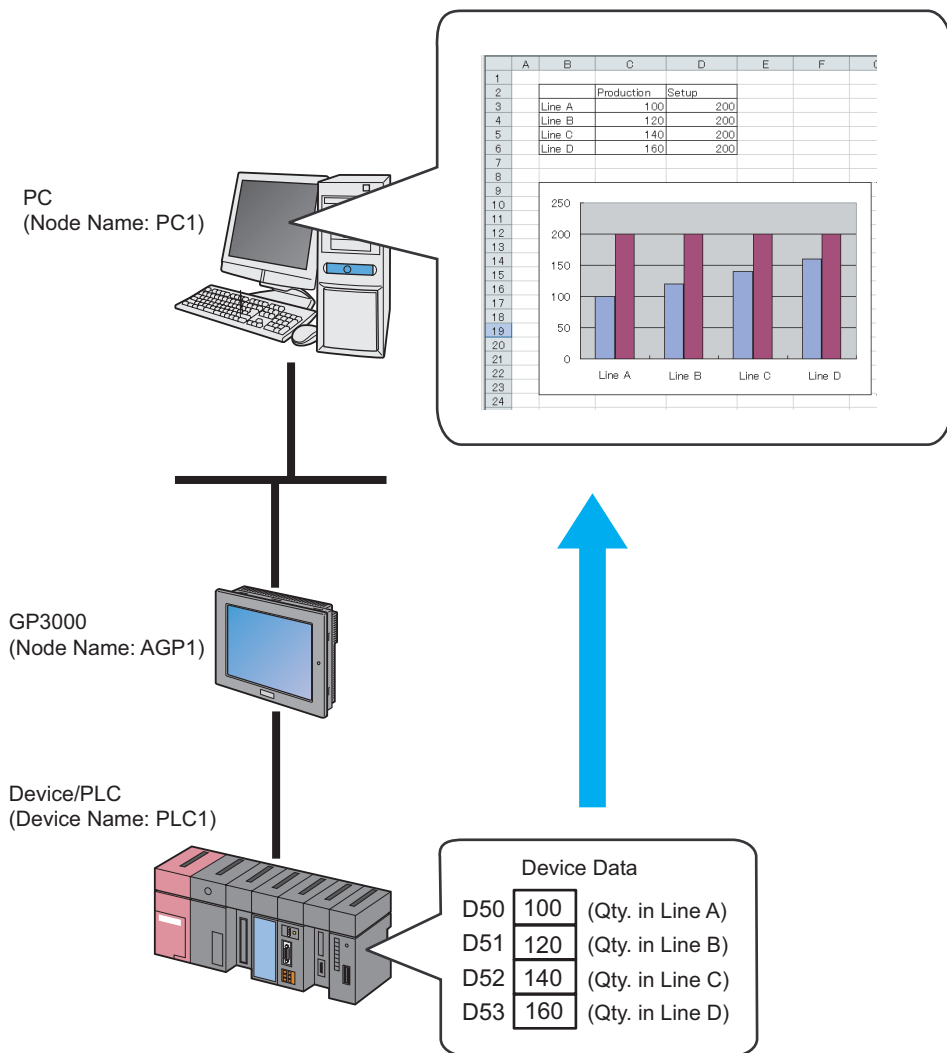 A B C D E F
1
2 Production Setup
3 Line A 100 200
4 Line B 120 200
5 Line C 140 200
6 Line D 160 200
7
8
9
10
11
12
13
14
15
16
17
18
19
20
21
22
23
24
250
200
150
100
50
0
Line A Line B Line C Line D
PC
(Node Name: PC1)
GP3000
(Node Name: AGP1)
Device/PLC
(Device Name: PLC1)
Device Data
D50 100 (Qty. in Line A)
D51 120 (Qty. in Line B)
D52 140 (Qty. in Line C)
D53 160 (Qty. in Line D)